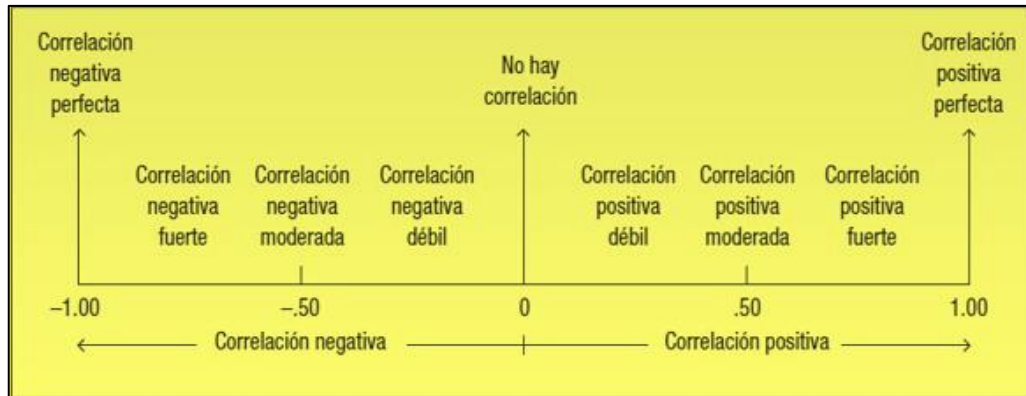 Correlación
negativa
perfecta
No hay
correlación
Correlación
positiva
perfecta
Correlación
negativa
fuerte
Correlación
negativa
moderada
Correlación
negativa
débil
Correlación
positiva
débil
Correlación
positiva
moderada
Correlación
positiva
fuerte
–1.00
–.50
0
.50
1.00
Correlación negativa
Correlación positiva